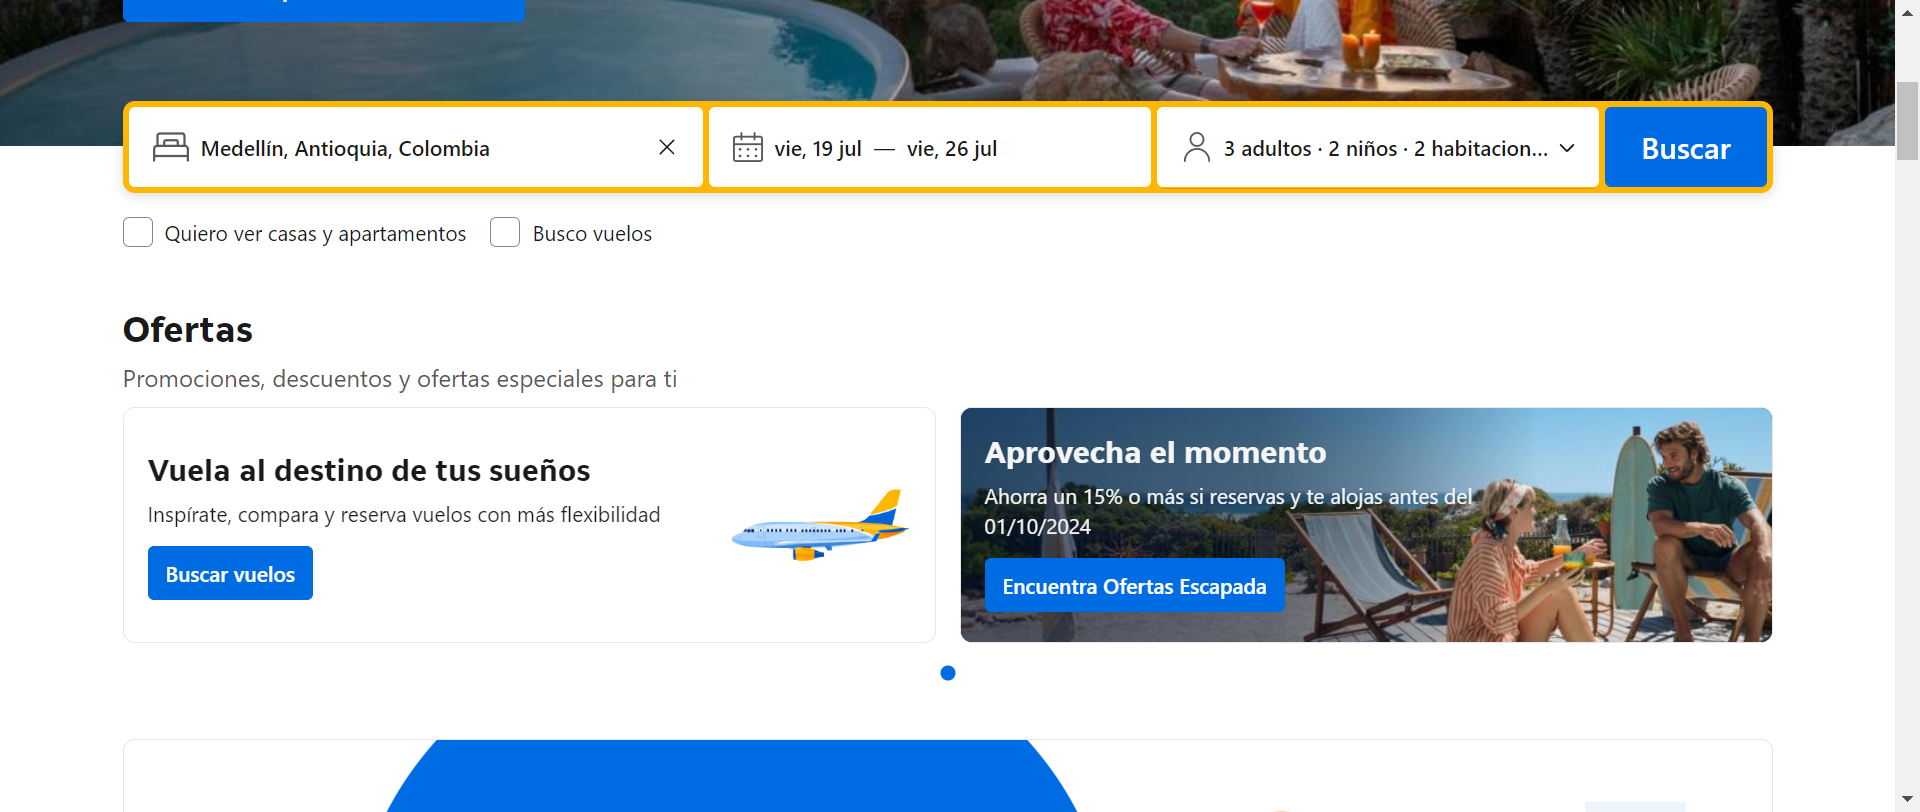 Medellín, Antioquia, Colombia
vie, 19 jul — vie, 26 jul
3 adultos · 2 niños · 2 habitacion...
Buscar
Quiero ver casas y apartamentos
Busco vuelos
Ofertas
Promociones, descuentos y ofertas especiales para ti
Vuela al destino de tus sueños
Inspírate, compara y reserva vuelos con más flexibilidad
Buscar vuelos
Aprovecha el momento
Ahorra un 15% o más si reservas y te alojas antes del
01/10/2024
Encuentra Ofertas Escapada